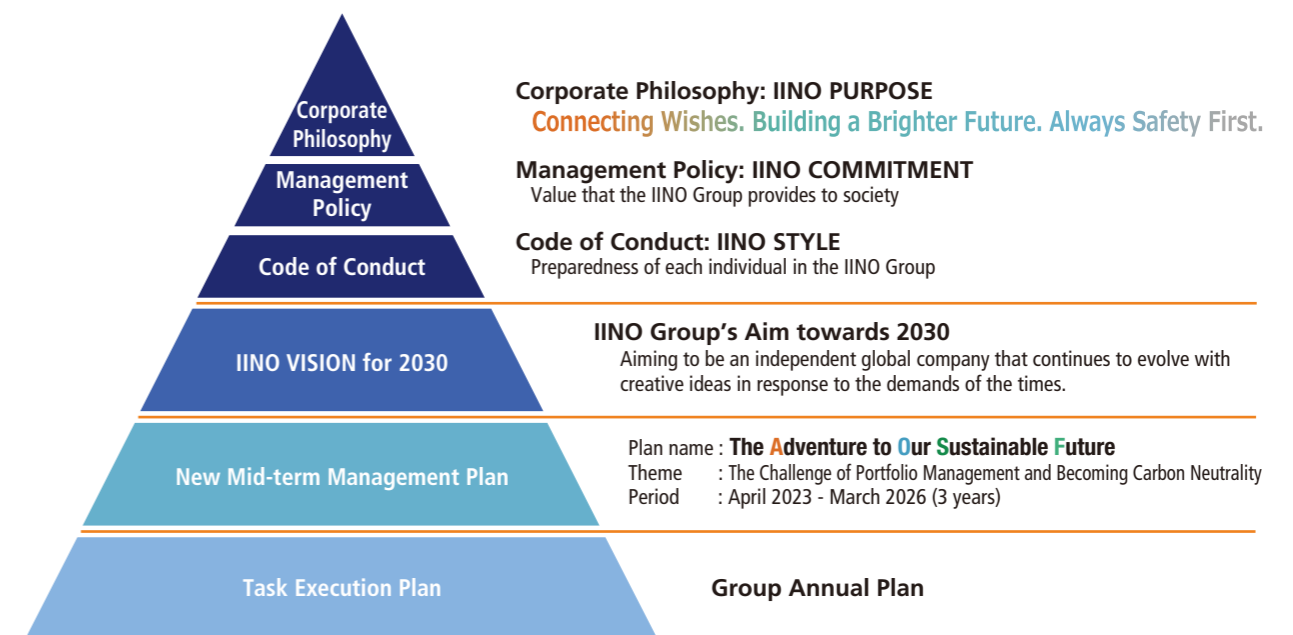 Corporate
Philosophy
Corporate Philosophy: IINO PURPOSE
Connecting Wishes. Building a Brighter Future. Always Safety First.
Management
Policy
Management Policy: IINO COMMITMENT
Value that the IINO Group provides to society
Code of Conduct
Code of Conduct: IINO STYLE
Preparedness of each individual in the IINO Group
IINO VISION for 2030
IINO Group’s Aim towards 2030
Aiming to be an independent global company that continues to evolve with
creative ideas in response to the demands of the times.
New Mid-term Management Plan
Plan name : The Adventure to Our Sustainable Future
Theme : The Challenge of Portfolio Management and Becoming Carbon Neutrality
Period : April 2023 - March 2026 (3 years)
Task Execution Plan
Group Annual Plan